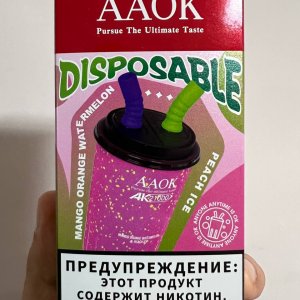 AAOK
Pursue The Ultimate Taste
DISPOSABLE
MANGO ORANGE WATERMELON
PEACH ICE
AAOK
ПРЕДУПРЕЖДЕНИЕ:
ЭТОТ ПРОДУКТ
СОДЕРЖИТ НИКОТИН.